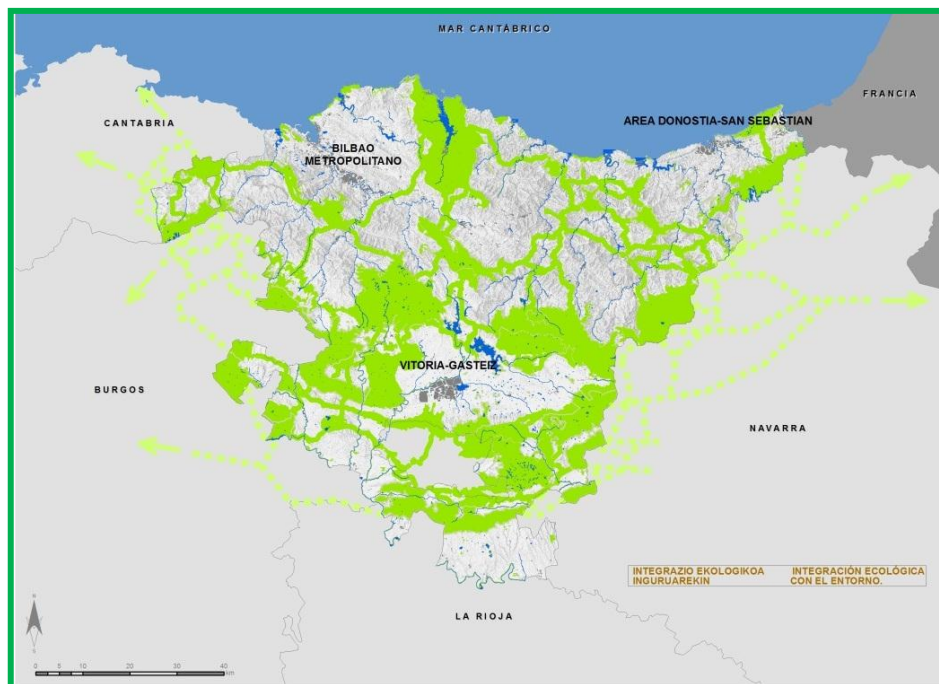 MAR CANTÁBRICO
FRANCIA
CANTABRIA
AREA DONOSTIA-SAN SEBASTIAN
BILBAO
METROPOLITANO
VITORIA-GASTEIZ
BURGOS
NAVARRA
INTEGRAZIO EKOLOGIKOA
INGURUAREKIN
INTEGRACIÓN ECOLÓGICA
CON EL ENTORNO.
LA RIOJA
0 5 10 20 30 40
km